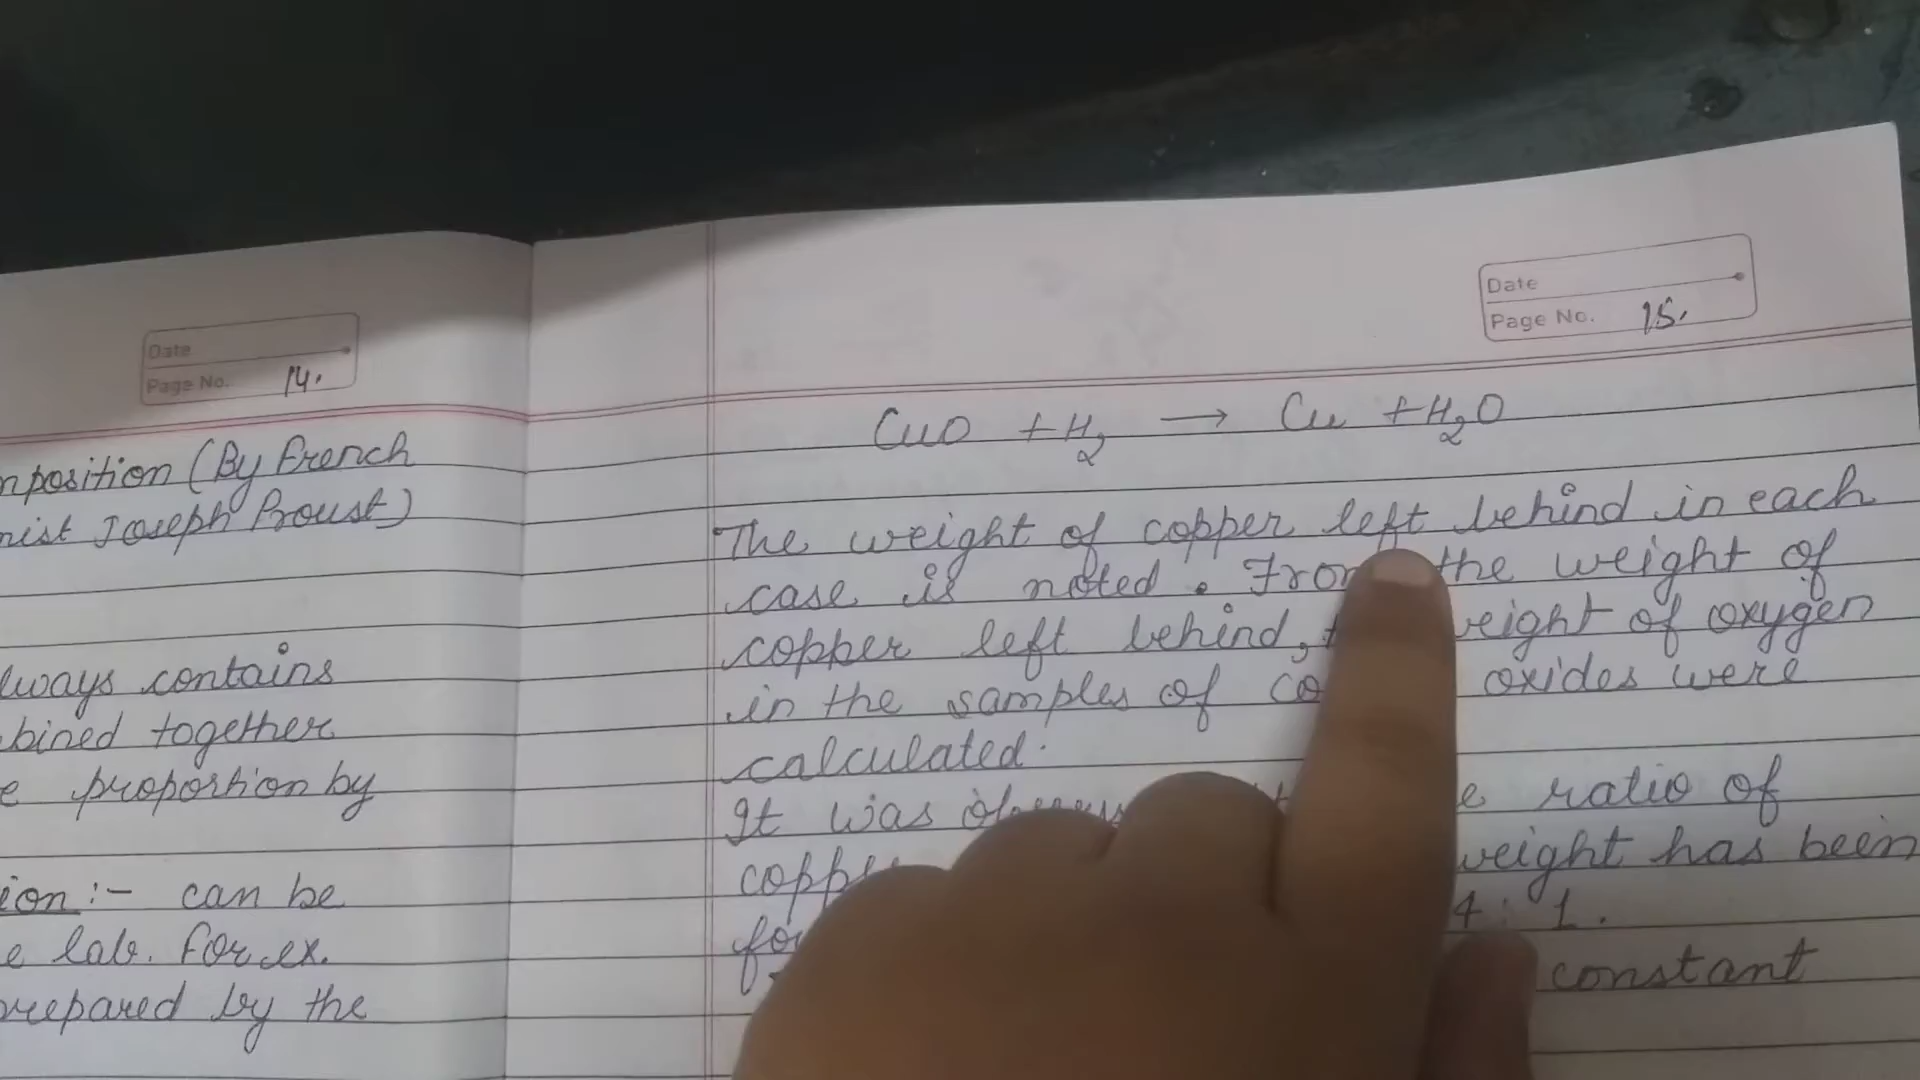 Date
Page No. 14.
nposition (By French
nist Joseph Proust)
lways contains
bined together
e proportion by
ion :- can be
e lab. For ex.
prepared by the
Date
Page No. 15.
CuO + H2 → Cu + H2O
The weight of copper left behind in each
case is noted. From the weight of
copper left behind, weight of oxygen
in the samples of oxides were
calculated.
It was ratio of
weight has been
4 : 1.
constant